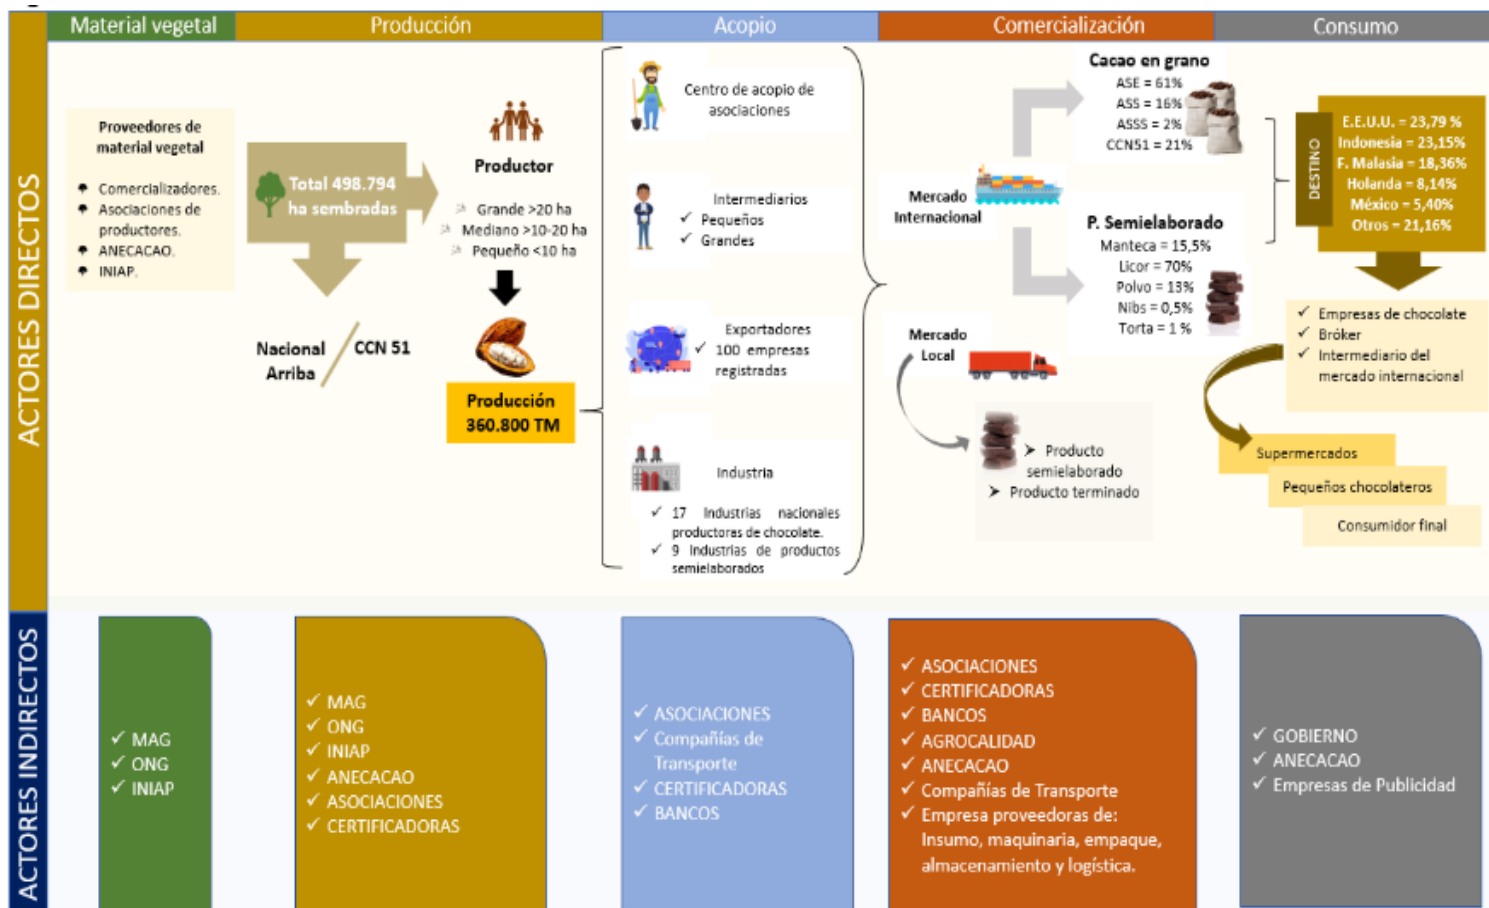 Material vegetal
Producción
Acopio
Comercialización
Consumo
ACTORES DIRECTOS
Proveedores de
material vegetal
Comercializadores.
Asociaciones de
productores.
ANECACAO.
INIAP.
Total 498.794
ha sembradas
Nacional
Arriba
CCN 51
Productor
Grande >20 ha
Mediano >10-20 ha
Pequeño <10 ha
Producción
360.800 TM
Centro de acopio de
asociaciones
Intermediarios
✓ Pequeños
✓ Grandes
Exportadores
✓ 100 empresas
registradas
Industria
✓ 17 Industrias nacionales
productoras de chocolate.
✓ 9 Industrias de productos
semielaborados
Mercado
Internacional
Cacao en grano
ASE = 61%
ASS = 16%
ASSS = 2%
CCN51 = 21%
P. Semielaborado
Manteca = 15,5%
Licor = 70%
Polvo = 13%
Nibs = 0,5%
Torta = 1 %
Mercado
Local
➤ Producto
semielaborado
➤ Producto terminado
DESTINO
E.E.U.U. = 23,79 %
Indonesia = 23,15%
F. Malasia = 18,36%
Holanda = 8,14%
México = 5,40%
Otros = 21,16%
✓ Empresas de chocolate
✓ Bróker
✓ Intermediario del
mercado internacional
Supermercados
Pequeños chocolateros
Consumidor final
ACTORES INDIRECTOS
✓ MAG
✓ ONG
✓ INIAP
✓ MAG
✓ ONG
✓ INIAP
✓ ANECACAO
✓ ASOCIACIONES
✓ CERTIFICADORAS
✓ ASOCIACIONES
✓ Compañías de
Transporte
✓ CERTIFICADORAS
✓ BANCOS
✓ ASOCIACIONES
✓ CERTIFICADORAS
✓ BANCOS
✓ AGROCALIDAD
✓ ANECACAO
✓ Compañías de Transporte
✓ Empresa proveedoras de:
Insumo, maquinaria, empaque,
almacenamiento y logística.
✓ GOBIERNO
✓ ANECACAO
✓ Empresas de Publicidad